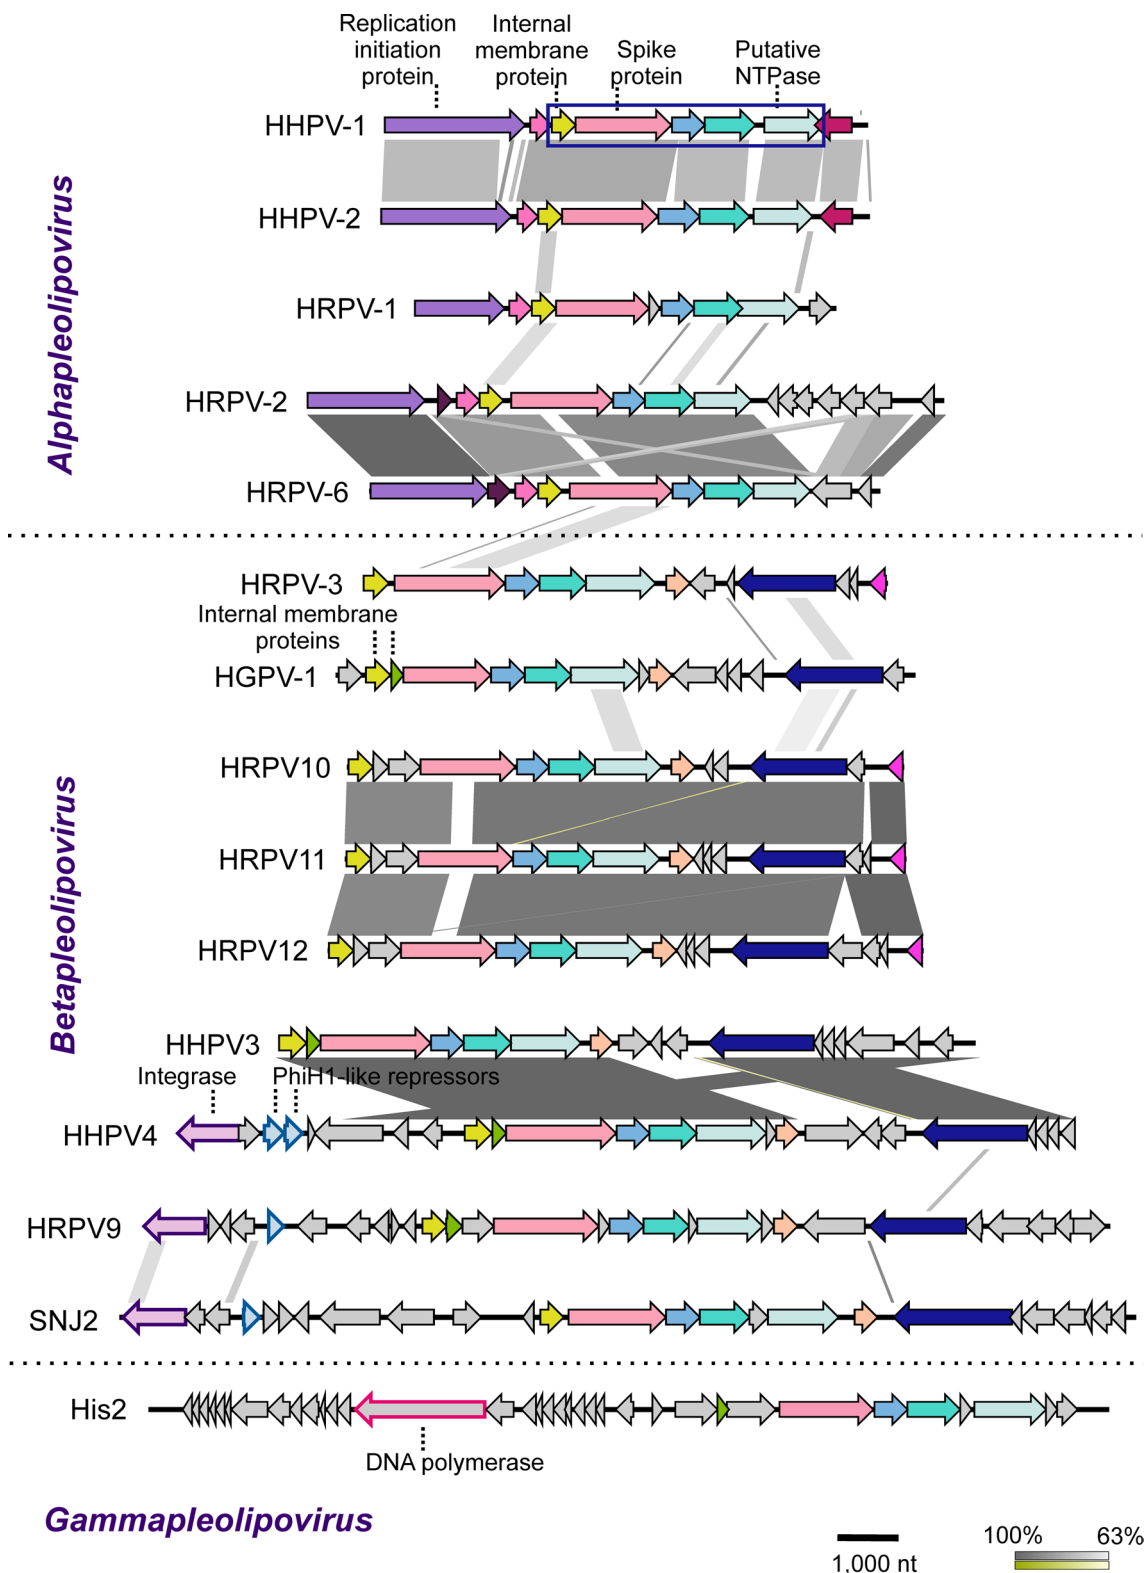 Replication
initiation
protein
Internal
membrane
protein
Spike
protein
Putative
NTPase
HHPV-1
HHPV-2
HRPV-1
HRPV-2
HRPV-6
Alphapleolipovirus
HRPV-3
Internal membrane
proteins
HGPV-1
HRPV10
HRPV11
HRPV12
HHPV3
Integrase
PhiH1-like repressors
HHPV4
HRPV9
SNJ2
Betapleolipovirus
His2
DNA polymerase
Gammapleolipovirus
1,000 nt
100%
63%